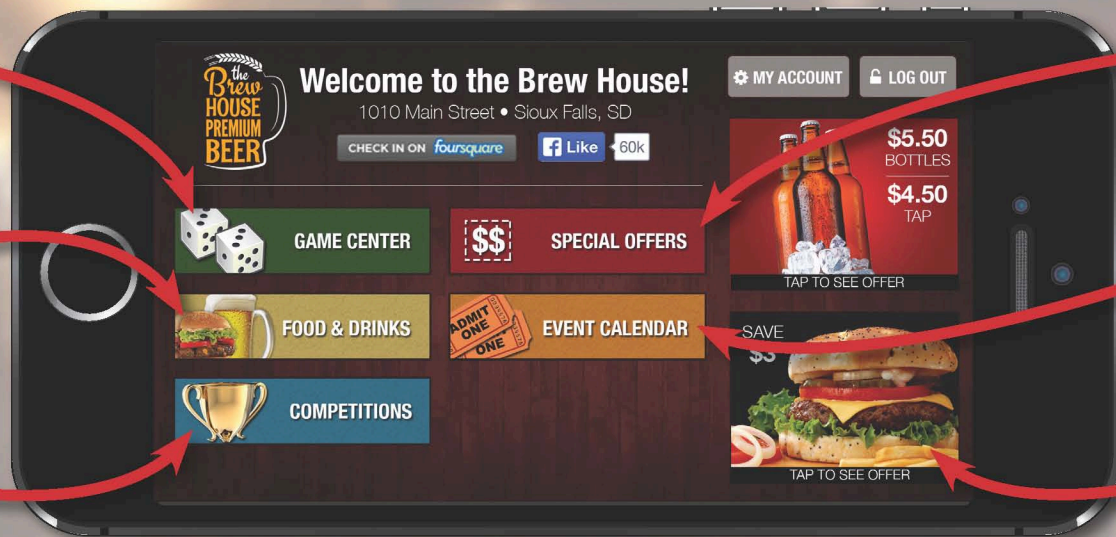 the
Brew
HOUSE
PREMIUM
BEER
Welcome to the Brew House!
1010 Main Street • Sioux Falls, SD
CHECK IN ON foursquare
Like 60k
MY ACCOUNT
LOG OUT
GAME CENTER
$$ SPECIAL OFFERS
FOOD & DRINKS
ADMIT
ONE
ONE
EVENT CALENDAR
COMPETITIONS
$5.50
BOTTLES
$4.50
TAP
TAP TO SEE OFFER
SAVE
$3
TAP TO SEE OFFER